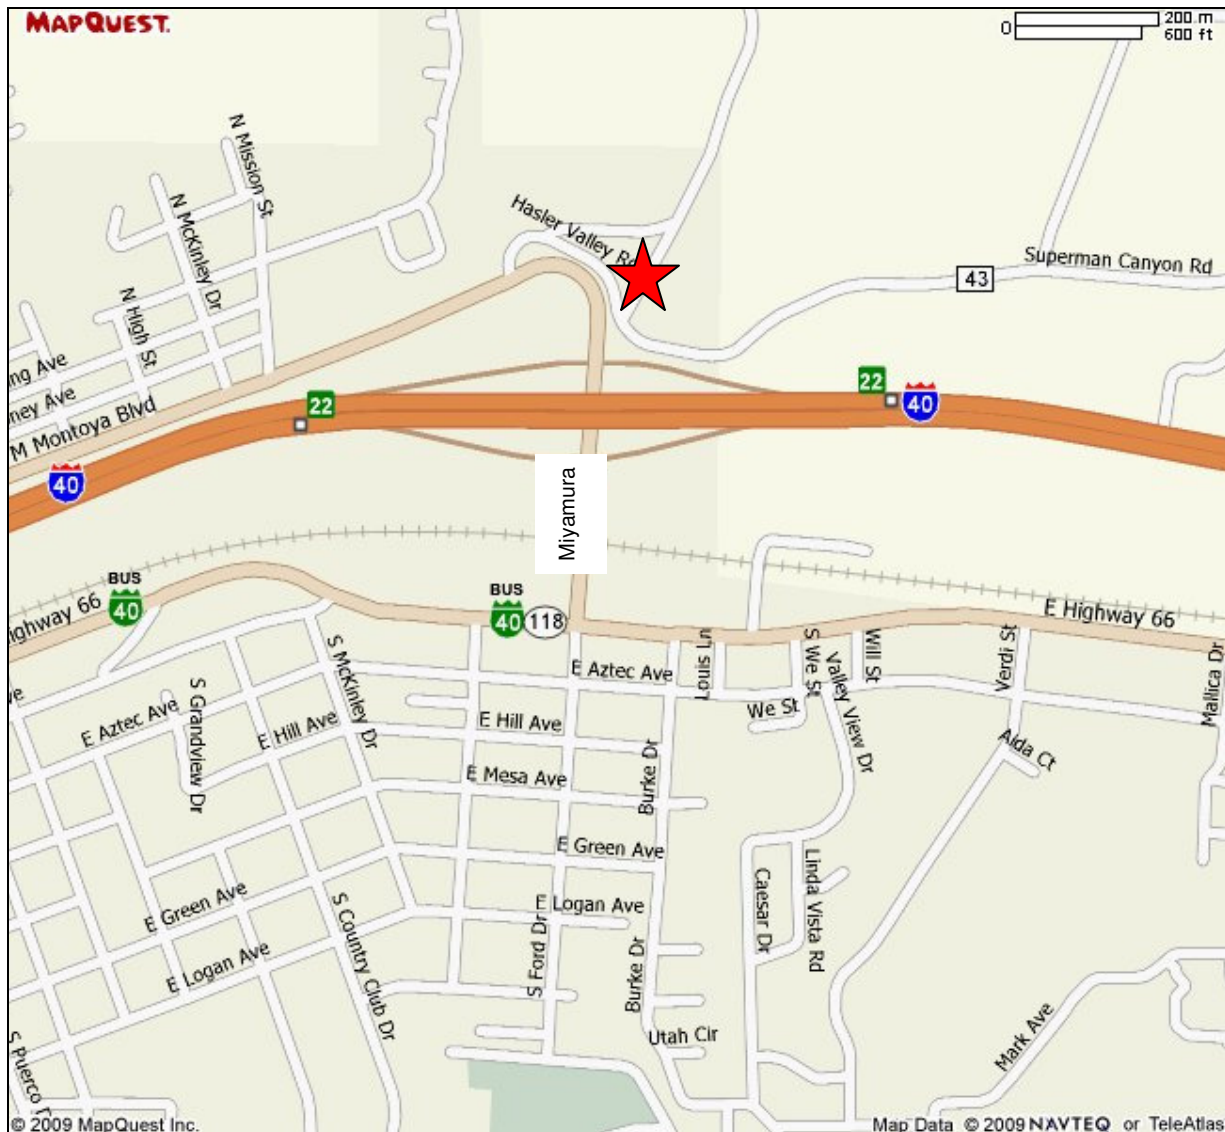 MAPQUEST.
0
200 m
600 ft
N Mission St
N McKinley Dr
Hasler Valley Rd
Superman Canyon Rd
43
N High St
ng Ave
ney Ave
M Montoya Blvd
22
22
40
40
Miyamura
BUS
40
BUS
40
118
ighway 66
E Highway 66
S McKinley Dr
E Aztec Ave
Louis Ln
S We St
Will St
Valley View Dr
Verdi St
Mallica Dr
ve
S Grandview Dr
E Aztec Ave
E Hill Ave
E Hill Ave
We St
Aida Ct
E Mesa Ave
Burke Dr
E Green Ave
Caesar Dr
Linda Vista Rd
E Green Ave
E Logan Ave
E Logan Ave
S Country Club Dr
S Ford Dr
Burke Dr
Utah Cir
Mark Ave
S Puerco
© 2009 MapQuest Inc.
Map Data © 2009 NAVTEQ or TeleAtlas